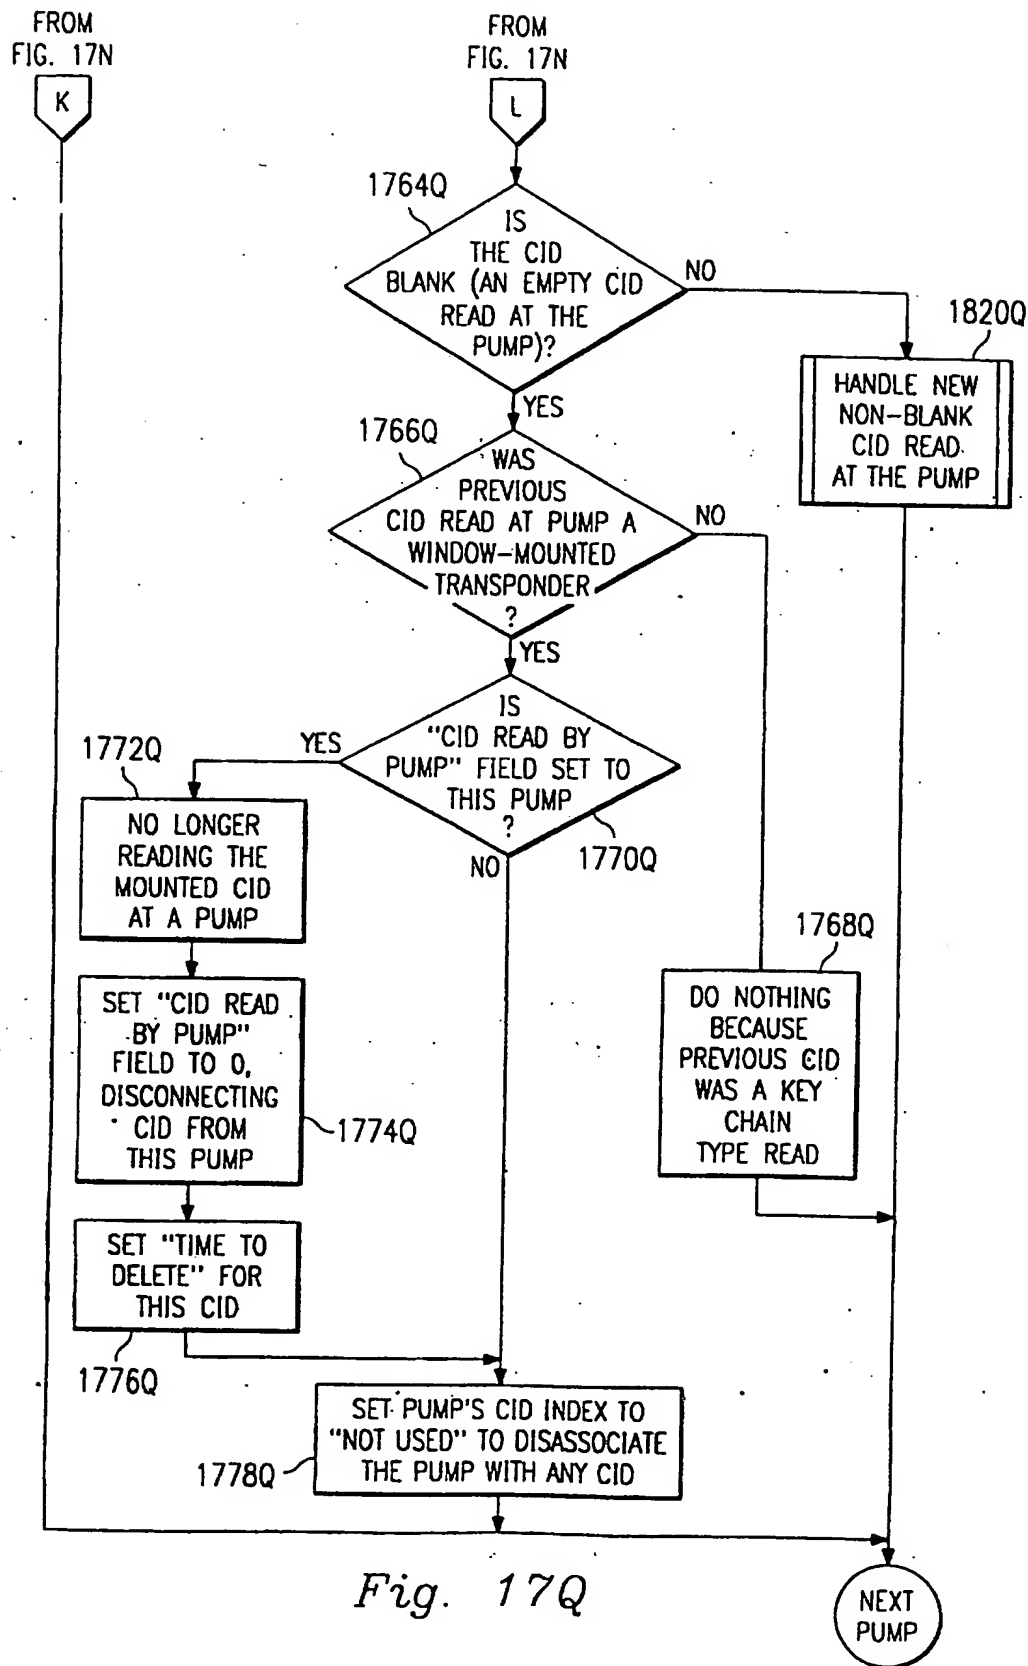 FROM
FIG. 17N
K
FROM
FIG. 17N
L
1764Q
IS
THE CID
BLANK (AN EMPTY CID
READ AT THE
PUMP)?
NO
YES
1820Q
HANDLE NEW
NON-BLANK
CID READ
AT THE PUMP
1766Q
WAS
PREVIOUS
CID READ AT PUMP A
WINDOW-MOUNTED
TRANSPONDER
?
NO
YES
IS
"CID READ BY
PUMP" FIELD SET TO
THIS PUMP
?
YES
NO
1770Q
1772Q
NO LONGER
READING THE
MOUNTED CID
AT A PUMP
1768Q
DO NOTHING
BECAUSE
PREVIOUS CID
WAS A KEY
CHAIN
TYPE READ
SET "CID READ
BY PUMP"
FIELD TO 0,
DISCONNECTING
CID FROM
THIS PUMP
1774Q
SET "TIME TO
DELETE" FOR
THIS CID
1776Q
SET PUMP'S CID INDEX TO
"NOT USED" TO DISASSOCIATE
THE PUMP WITH ANY CID
1778Q
NEXT
PUMP
Fig. 17Q